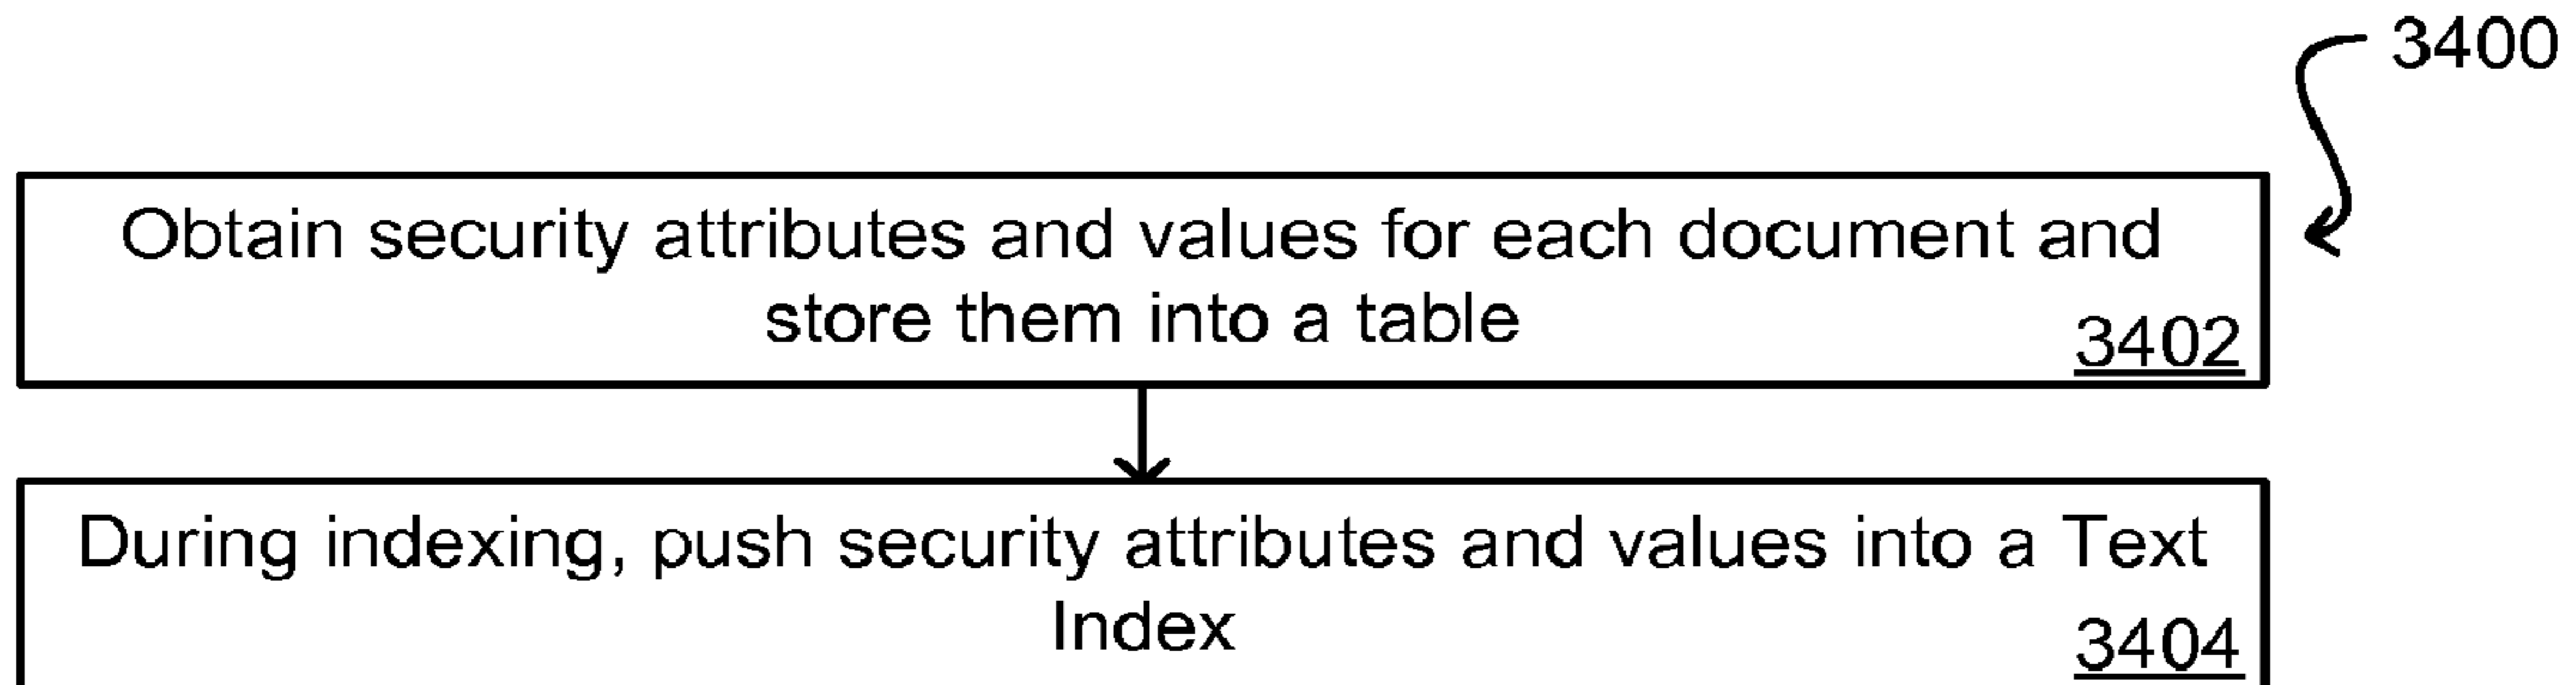 3400
Obtain security attributes and values for each document and
store them into a table
3402
During indexing, push security attributes and values into a Text
Index
3404